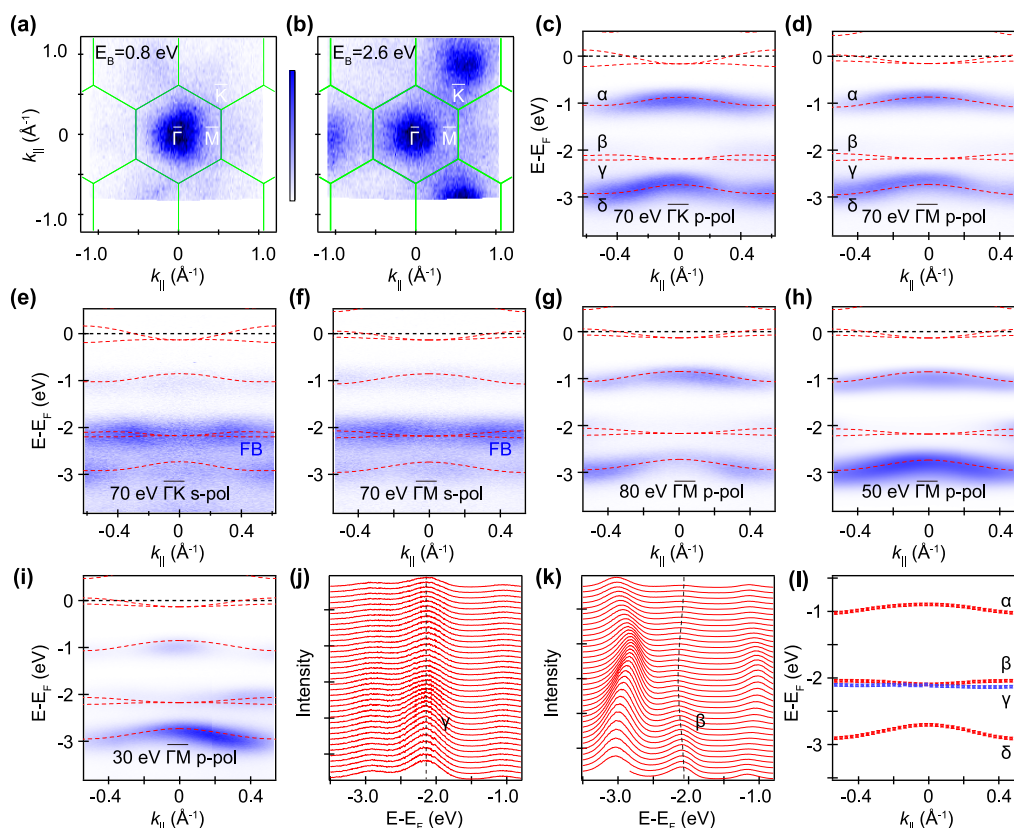 (a)
E_B=0.8 eV
K̅
Γ̅
M̅
k_|| (Å⁻¹)
1.0
0
-1.0
-1.0
0
1.0
k_|| (Å⁻¹)
(b)
E_B=2.6 eV
K̅
Γ̅
M̅
-1.0
0
1.0
k_|| (Å⁻¹)
(c)
E-E_F (eV)
0
-1
-2
-3
α
β
γ
δ
70 eV Γ̅K̅ p-pol
-0.4
0
0.4
k_|| (Å⁻¹)
(d)
0
-1
-2
-3
α
β
γ
δ
70 eV Γ̅M̅ p-pol
-0.4
0
0.4
k_|| (Å⁻¹)
(e)
E-E_F (eV)
0
-1
-2
-3
FB
70 eV Γ̅K̅ s-pol
-0.4
0
0.4
k_|| (Å⁻¹)
(f)
0
-1
-2
-3
FB
70 eV Γ̅M̅ s-pol
-0.4
0
0.4
k_|| (Å⁻¹)
(g)
0
-1
-2
-3
80 eV Γ̅M̅ p-pol
-0.4
0
0.4
k_|| (Å⁻¹)
(h)
0
-1
-2
-3
50 eV Γ̅M̅ p-pol
-0.4
0
0.4
k_|| (Å⁻¹)
(i)
E-E_F (eV)
0
-1
-2
-3
30 eV Γ̅M̅ p-pol
-0.4
0
0.4
k_|| (Å⁻¹)
(j)
Intensity
γ
-3.0
-2.0
-1.0
E-E_F (eV)
(k)
Intensity
β
-3.0
-2.0
-1.0
E-E_F (eV)
(l)
E-E_F (eV)
-1
-2
-3
α
β
γ
δ
-0.4
0
0.4
k_|| (Å⁻¹)